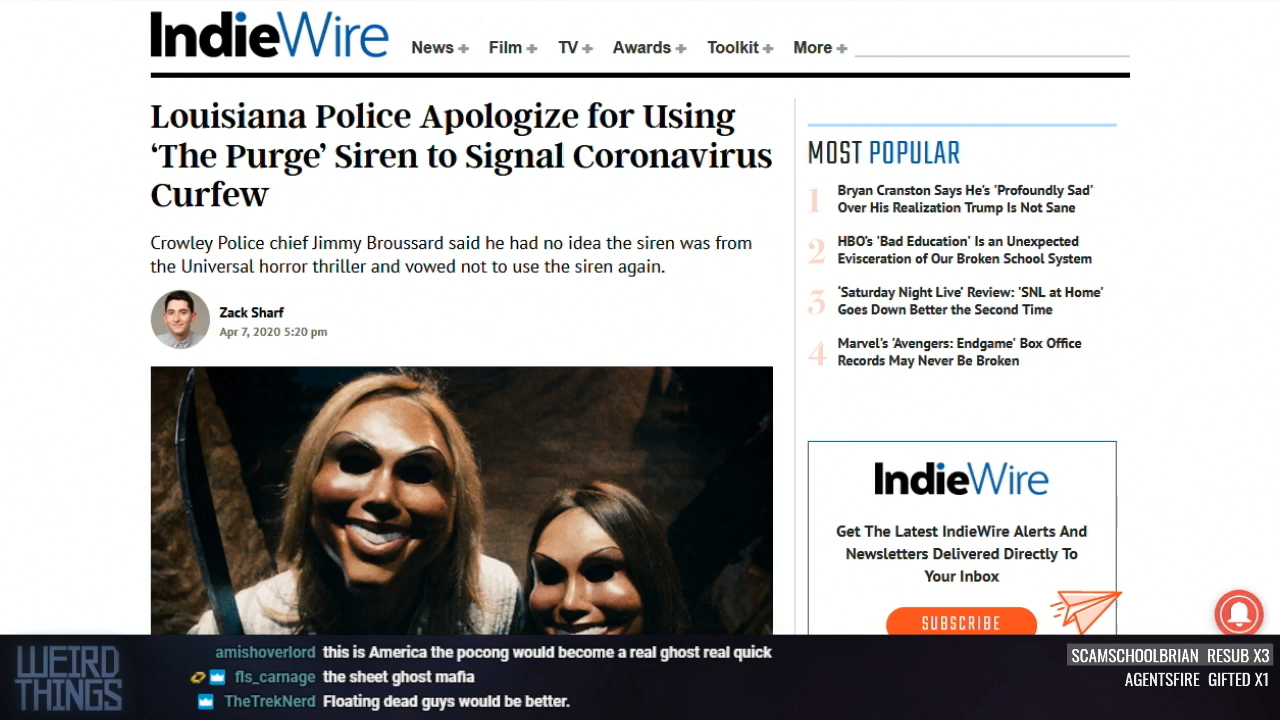 IndieWire
News + Film + TV + Awards + Toolkit + More +
Louisiana Police Apologize for Using
‘The Purge’ Siren to Signal Coronavirus
Curfew
Crowley Police chief Jimmy Broussard said he had no idea the siren was from
the Universal horror thriller and vowed not to use the siren again.
Zack Sharf
Apr 7, 2020 5:20 pm
MOST POPULAR
1 Bryan Cranston Says He's 'Profoundly Sad'
Over His Realization Trump Is Not Sane
2 HBO's 'Bad Education' Is an Unexpected
Evisceration of Our Broken School System
3 ‘Saturday Night Live’ Review: ‘SNL at Home’
Goes Down Better the Second Time
4 Marvel's 'Avengers: Endgame' Box Office
Records May Never Be Broken
IndieWire
Get The Latest IndieWire Alerts And
Newsletters Delivered Directly To
Your Inbox
SUBSCRIBE
WEIRD
THINGS
amishoverlord this is America the pocong would become a real ghost real quick
fls_carnage the sheet ghost mafia
TheTrekNerd Floating dead guys would be better.
SCAMSCHOOLBRIAN RESUB X3
AGENTSFIRE GIFTED X1